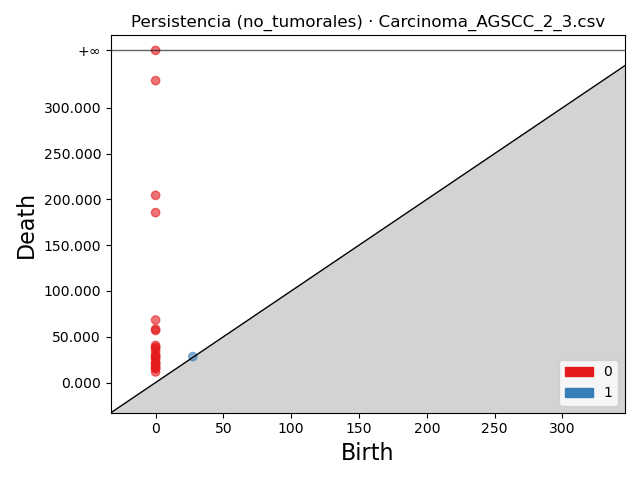 Persistencia (no_tumorales) · Carcinoma_AGSCC_2_3.csv
+∞
300.000
250.000
200.000
150.000
100.000
50.000
0.000
Death
0
1
0 50 100 150 200 250 300
Birth